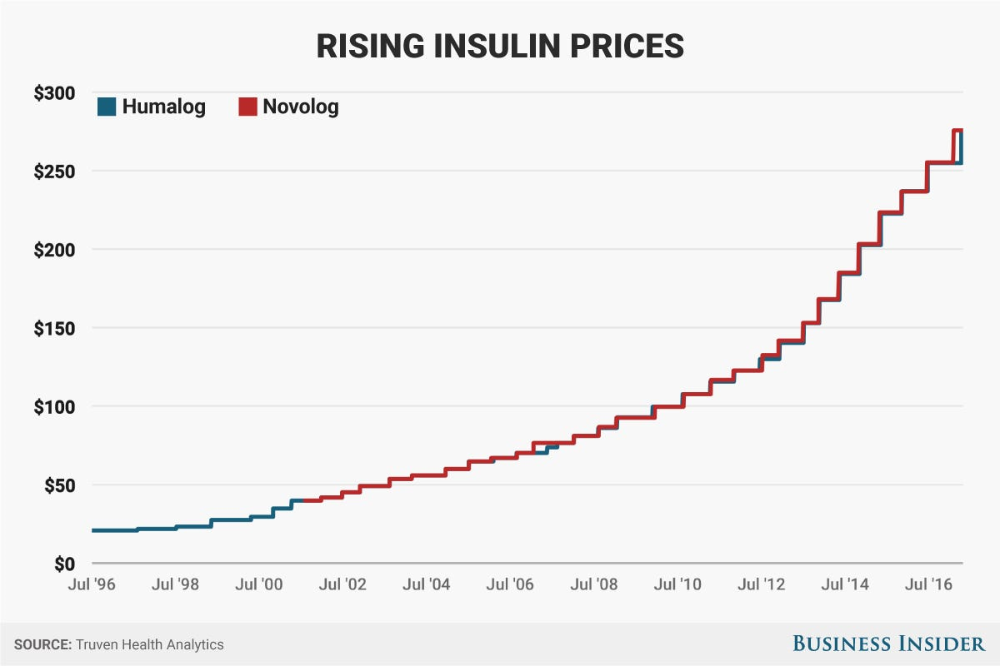 RISING INSULIN PRICES
$300
Humalog Novolog
$250
$200
$150
$100
$50
$0
Jul '96 Jul '98 Jul '00 Jul '02 Jul '04 Jul '06 Jul '08 Jul '10 Jul '12 Jul '14 Jul '16
SOURCE: Truven Health Analytics BUSINESS INSIDER